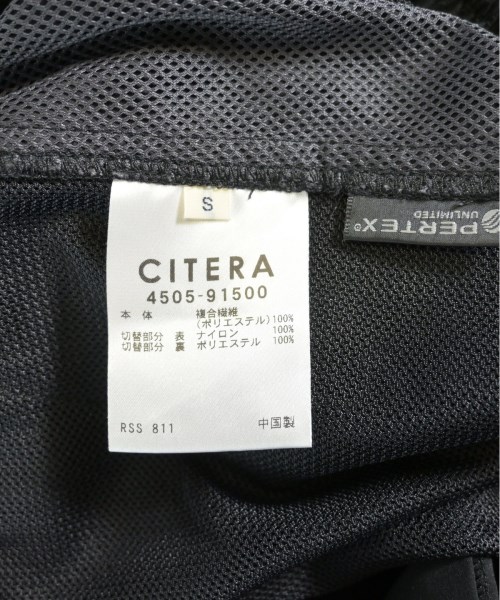 S
CITERA
4505-91500
本体 複合繊維
(ポリエステル)100%
切替部分 表 ナイロン 100%
切替部分 裏 ポリエステル 100%
RSS 811 中国製
PERTEX®
UNLIMITED